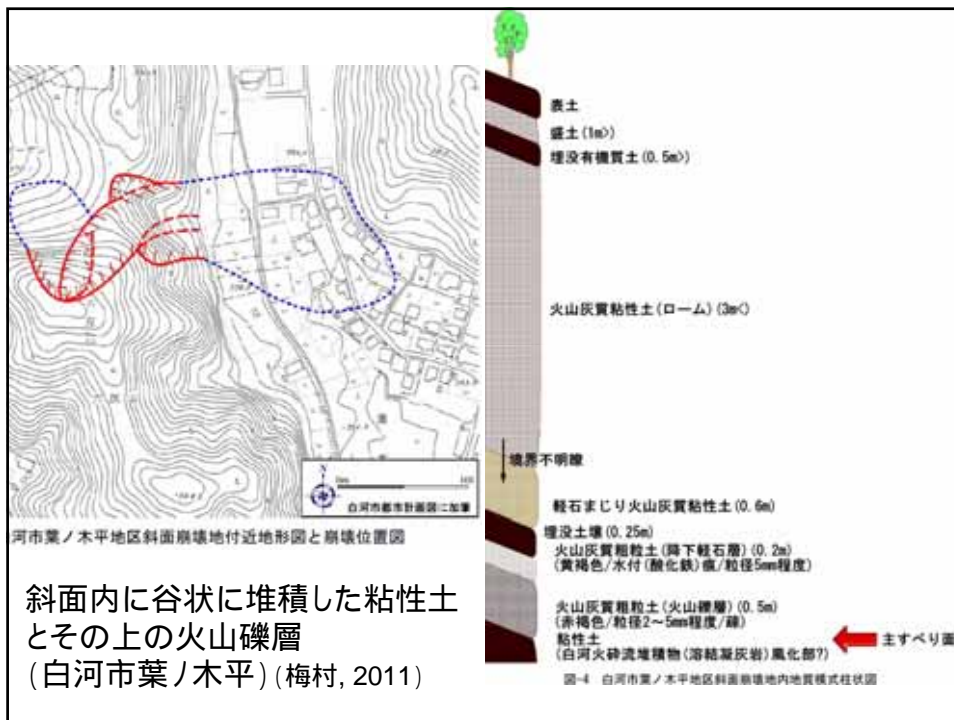 白河市都市計画図に加筆
河市葉ノ木平地区斜面崩壊地付近地形図と崩壊位置図
斜面内に谷状に堆積した粘性土
とその上の火山礫層
(白河市葉ノ木平) (梅村, 2011)
表土
盛土(1m>)
埋没有機質土(0.5m>)
火山灰質粘性土(ローム)(3m<)
境界不明瞭
軽石まじり火山灰質粘性土(0.6m)
埋没土壌(0.25m)
火山灰質粗粒土(降下軽石層)(0.2m)
(黄褐色/水付(酸化鉄)痕/粒径5mm程度)
火山灰質粗粒土(火山礫層)(0.5m)
(赤褐色/粒径2～5mm程度/疎)
粘性土
(白河火砕流堆積物(溶結凝灰岩)風化部?)
主すべり面
図-4 白河市葉ノ木平地区斜面崩壊地内地質模式柱状図